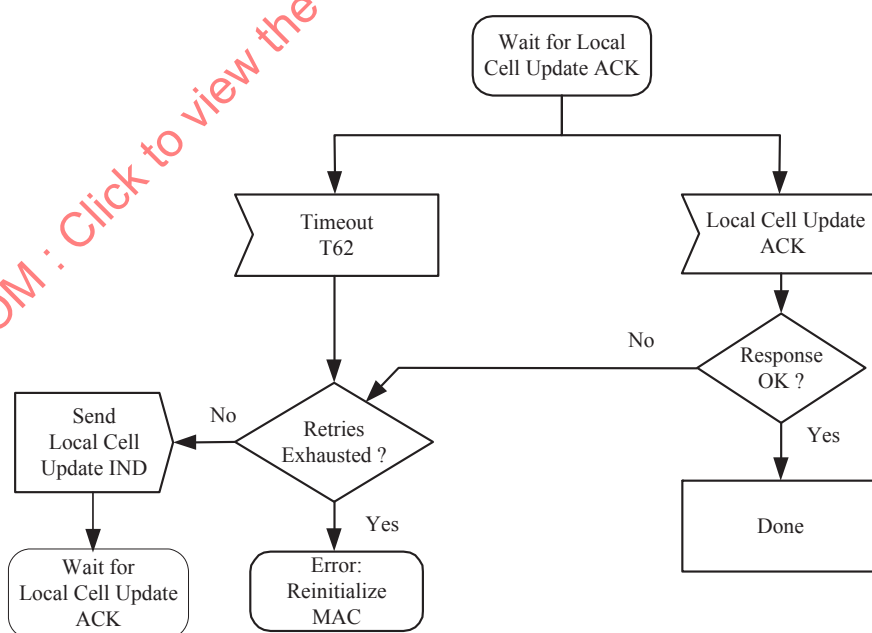 Wait for Local
Cell Update ACK
Timeout
T62
Local Cell Update
ACK
No
Response
OK ?
Send
Local Cell
Update IND
No
Retries
Exhausted ?
Yes
Yes
Done
Wait for
Local Cell Update
ACK
Error:
Reinitialize
MAC
: Click to view the